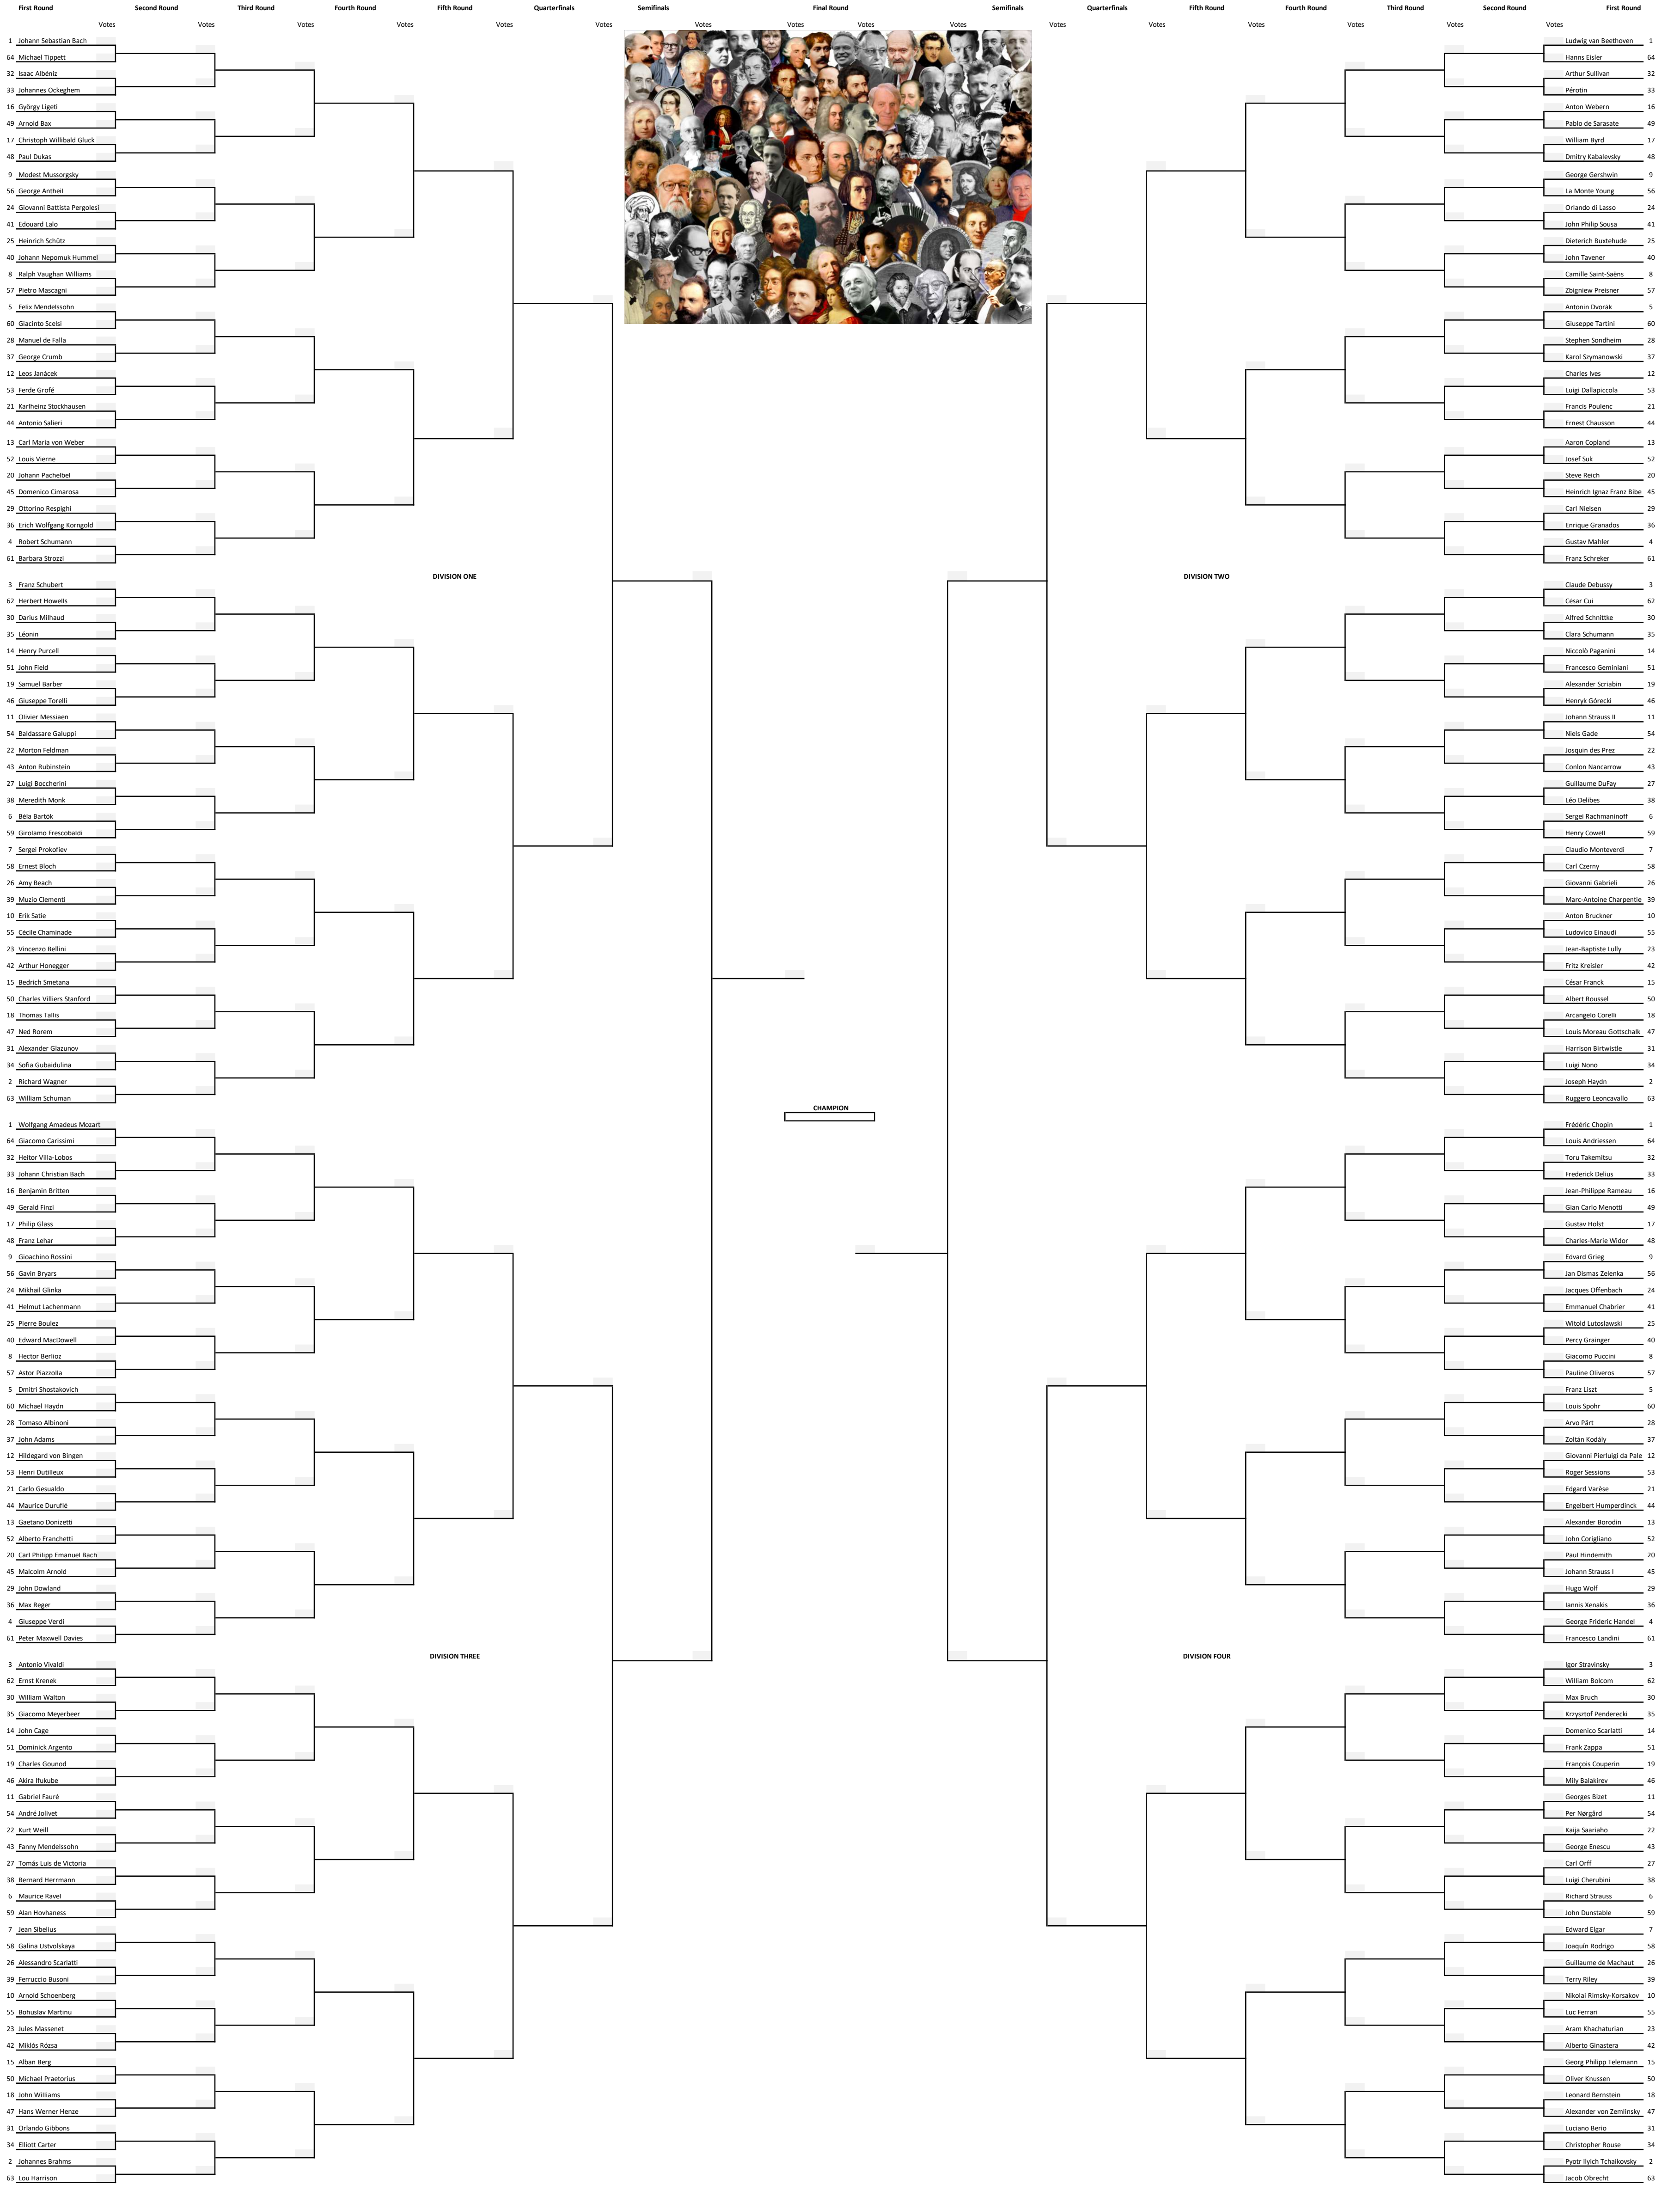 First Round Second Round Third Round Fourth Round Fifth Round Quarterfinals Semifinals Final Round Semifinals Quarterfinals Fifth Round Fourth Round Third Round Second Round First Round
Votes Votes Votes Votes Votes Votes Votes Votes Votes Votes Votes Votes Votes Votes Votes Votes
1 Johann Sebastian Bach
64 Michael Tippett
32 Isaac Albéniz
33 Johannes Ockeghem
16 György Ligeti
49 Arnold Bax
17 Christoph Willibald Gluck
48 Paul Dukas
9 Modest Mussorgsky
56 George Antheil
24 Giovanni Battista Pergolesi
41 Edouard Lalo
25 Heinrich Schütz
40 Johann Nepomuk Hummel
8 Ralph Vaughan Williams
57 Pietro Mascagni
5 Felix Mendelssohn
60 Giacinto Scelsi
28 Manuel de Falla
37 George Crumb
12 Leos Janácek
53 Ferde Grofé
21 Karlheinz Stockhausen
44 Antonio Salieri
13 Carl Maria von Weber
52 Louis Vierne
20 Johann Pachelbel
45 Domenico Cimarosa
29 Ottorino Respighi
36 Erich Wolfgang Korngold
4 Robert Schumann
61 Barbara Strozzi
DIVISION ONE
3 Franz Schubert
62 Herbert Howells
30 Darius Milhaud
35 Léonin
14 Henry Purcell
51 John Field
19 Samuel Barber
46 Giuseppe Torelli
11 Olivier Messiaen
54 Baldassare Galuppi
22 Morton Feldman
43 Anton Rubinstein
27 Luigi Boccherini
38 Meredith Monk
6 Béla Bartók
59 Girolamo Frescobaldi
7 Sergei Prokofiev
58 Ernest Bloch
26 Amy Beach
39 Muzio Clementi
10 Erik Satie
55 Cécile Chaminade
23 Vincenzo Bellini
42 Arthur Honegger
15 Bedrich Smetana
50 Charles Villiers Stanford
18 Thomas Tallis
47 Ned Rorem
31 Alexander Glazunov
34 Sofia Gubaidulina
2 Richard Wagner
63 William Schuman
1 Wolfgang Amadeus Mozart
64 Giacomo Carissimi
32 Heitor Villa-Lobos
33 Johann Christian Bach
16 Benjamin Britten
49 Gerald Finzi
17 Philip Glass
48 Franz Lehar
9 Gioachino Rossini
56 Gavin Bryars
24 Mikhail Glinka
41 Helmut Lachenmann
25 Pierre Boulez
40 Edward MacDowell
8 Hector Berlioz
57 Astor Piazzolla
5 Dmitri Shostakovich
60 Michael Haydn
28 Tomaso Albinoni
37 John Adams
12 Hildegard von Bingen
53 Henri Dutilleux
21 Carlo Gesualdo
44 Maurice Duruflé
13 Gaetano Donizetti
52 Alberto Franchetti
20 Carl Philipp Emanuel Bach
45 Malcolm Arnold
29 John Dowland
36 Max Reger
4 Giuseppe Verdi
61 Peter Maxwell Davies
DIVISION THREE
3 Antonio Vivaldi
62 Ernst Krenek
30 William Walton
35 Giacomo Meyerbeer
14 John Cage
51 Dominick Argento
19 Charles Gounod
46 Akira Ifukube
11 Gabriel Fauré
54 André Jolivet
22 Kurt Weill
43 Fanny Mendelssohn
27 Tomás Luis de Victoria
38 Bernard Herrmann
6 Maurice Ravel
59 Alan Hovhaness
7 Jean Sibelius
58 Galina Ustvolskaya
26 Alessandro Scarlatti
39 Ferruccio Busoni
10 Arnold Schoenberg
55 Bohuslav Martinu
23 Jules Massenet
42 Miklós Rózsa
15 Alban Berg
50 Michael Praetorius
18 John Williams
47 Hans Werner Henze
31 Orlando Gibbons
34 Elliott Carter
2 Johannes Brahms
63 Lou Harrison
CHAMPION
Ludwig van Beethoven 1
Hanns Eisler 64
Arthur Sullivan 32
Pérotin 33
Anton Webern 16
Pablo de Sarasate 49
William Byrd 17
Dmitry Kabalevsky 48
George Gershwin 9
La Monte Young 56
Orlando di Lasso 24
John Philip Sousa 41
Dieterich Buxtehude 25
John Tavener 40
Camille Saint-Saëns 8
Zbigniew Preisner 57
Antonín Dvorák 5
Giuseppe Tartini 60
Stephen Sondheim 28
Karol Szymanowski 37
Charles Ives 12
Luigi Dallapiccola 53
Francis Poulenc 21
Ernest Chausson 44
Aaron Copland 13
Josef Suk 52
Steve Reich 20
Heinrich Ignaz Franz Bibe 45
Carl Nielsen 29
Enrique Granados 36
Gustav Mahler 4
Franz Schreker 61
DIVISION TWO
Claude Debussy 3
César Cui 62
Alfred Schnittke 30
Clara Schumann 35
Niccolò Paganini 14
Francesco Geminiani 51
Alexander Scriabin 19
Henryk Górecki 46
Johann Strauss II 11
Niels Gade 54
Josquin des Prez 22
Conlon Nancarrow 43
Guillaume DuFay 27
Léo Delibes 38
Sergei Rachmaninoff 6
Henry Cowell 59
Claudio Monteverdi 7
Carl Czerny 58
Giovanni Gabrieli 26
Marc-Antoine Charpentie 39
Anton Bruckner 10
Ludovico Einaudi 55
Jean-Baptiste Lully 23
Fritz Kreisler 42
César Franck 15
Albert Roussel 50
Arcangelo Corelli 18
Louis Moreau Gottschalk 47
Harrison Birtwistle 31
Luigi Nono 34
Joseph Haydn 2
Ruggero Leoncavallo 63
Frédéric Chopin 1
Louis Andriessen 64
Toru Takemitsu 32
Frederick Delius 33
Jean-Philippe Rameau 16
Gian Carlo Menotti 49
Gustav Holst 17
Charles-Marie Widor 48
Edvard Grieg 9
Jan Dismas Zelenka 56
Jacques Offenbach 24
Emmanuel Chabrier 41
Witold Lutoslawski 25
Percy Grainger 40
Giacomo Puccini 8
Pauline Oliveros 57
Franz Liszt 5
Louis Spohr 60
Arvo Pärt 28
Zoltán Kodály 37
Giovanni Pierluigi da Pale 12
Roger Sessions 53
Edgard Varèse 21
Engelbert Humperdinck 44
Alexander Borodin 13
John Corigliano 52
Paul Hindemith 20
Johann Strauss I 45
Hugo Wolf 29
Iannis Xenakis 36
George Frideric Handel 4
Francesco Landini 61
DIVISION FOUR
Igor Stravinsky 3
William Bolcom 62
Max Bruch 30
Krzysztof Penderecki 35
Domenico Scarlatti 14
Frank Zappa 51
François Couperin 19
Mily Balakirev 46
Georges Bizet 11
Per Nørgård 54
Kaija Saariaho 22
George Enescu 43
Carl Orff 27
Luigi Cherubini 38
Richard Strauss 6
John Dunstable 59
Edward Elgar 7
Joaquín Rodrigo 58
Guillaume de Machaut 26
Terry Riley 39
Nikolai Rimsky-Korsakov 10
Luc Ferrari 55
Aram Khachaturian 23
Alberto Ginastera 42
Georg Philipp Telemann 15
Oliver Knussen 50
Leonard Bernstein 18
Alexander von Zemlinsky 47
Luciano Berio 31
Christopher Rouse 34
Pyotr Ilyich Tchaikovsky 2
Jacob Obrecht 63